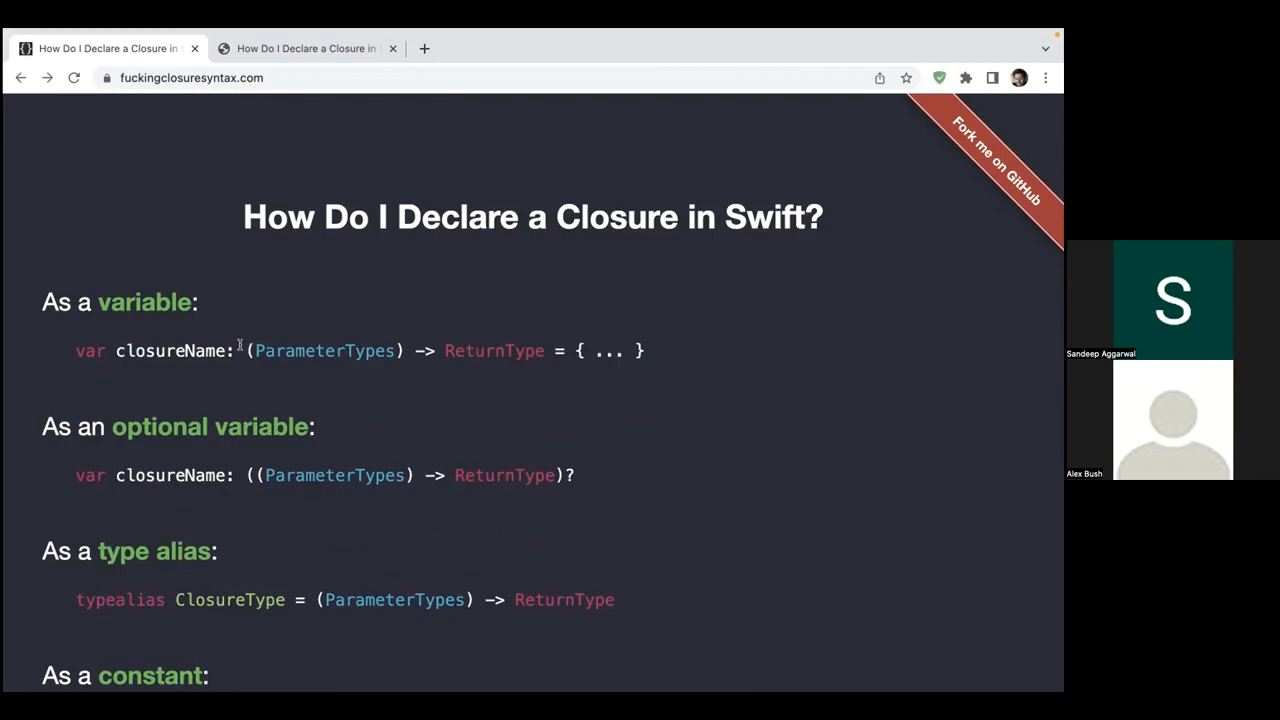 How Do I Declare a Closure in S
How Do I Declare a Closure in
fuckingclosuresyntax.com
Fork me on GitHub
How Do I Declare a Closure in Swift?
As a variable:
var closureName: (ParameterTypes) -> ReturnType = { ... }
As an optional variable:
var closureName: ((ParameterTypes) -> ReturnType)?
As a type alias:
typealias ClosureType = (ParameterTypes) -> ReturnType
As a constant:
S
Sandeep Aggarwal
Alex Bush